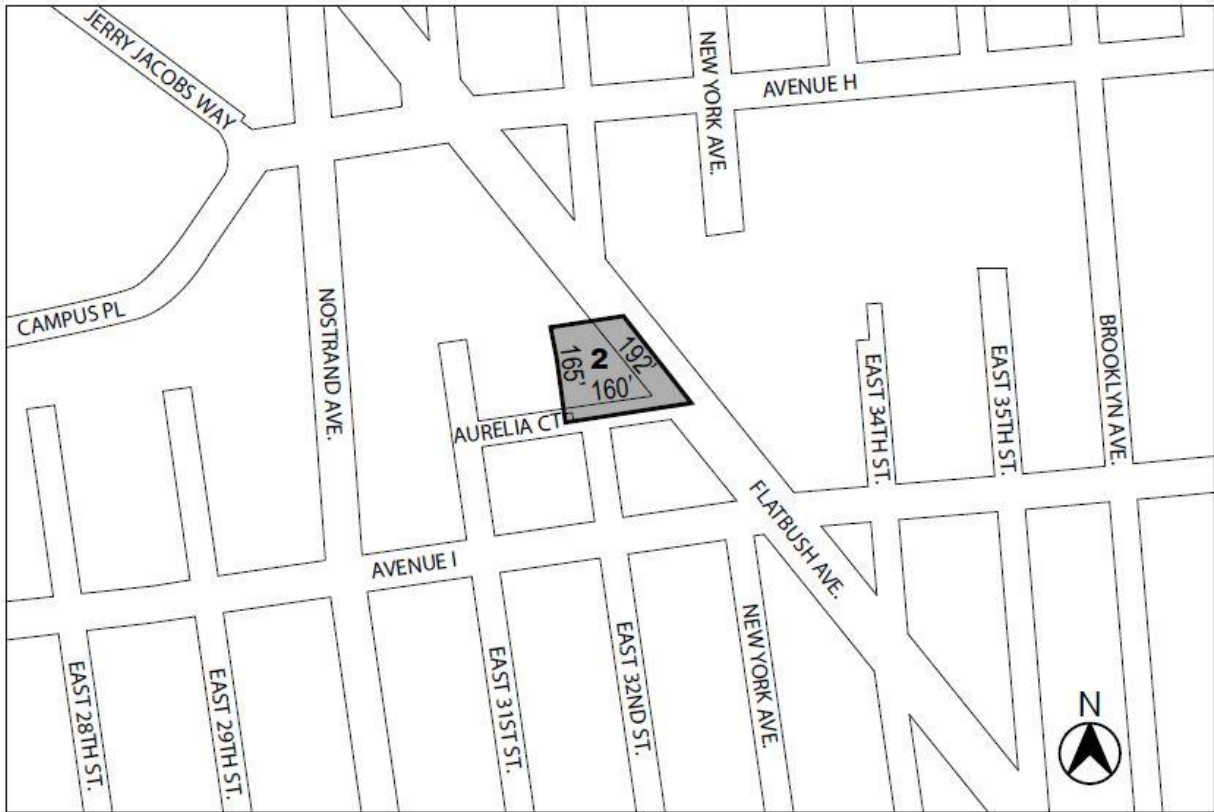 JERRY JACOBS WAY
NEW YORK AVE.
AVENUE H
CAMPUS PL
NOSTRAND AVE.
2
192'
165'
160'
AURELIA CT
EAST 34TH ST.
EAST 35TH ST.
BROOKLYN AVE.
FLATBUSH AVE.
AVENUE I
EAST 28TH ST.
EAST 29TH ST.
EAST 31ST ST.
EAST 32ND ST.
NEW YORK AVE.
N